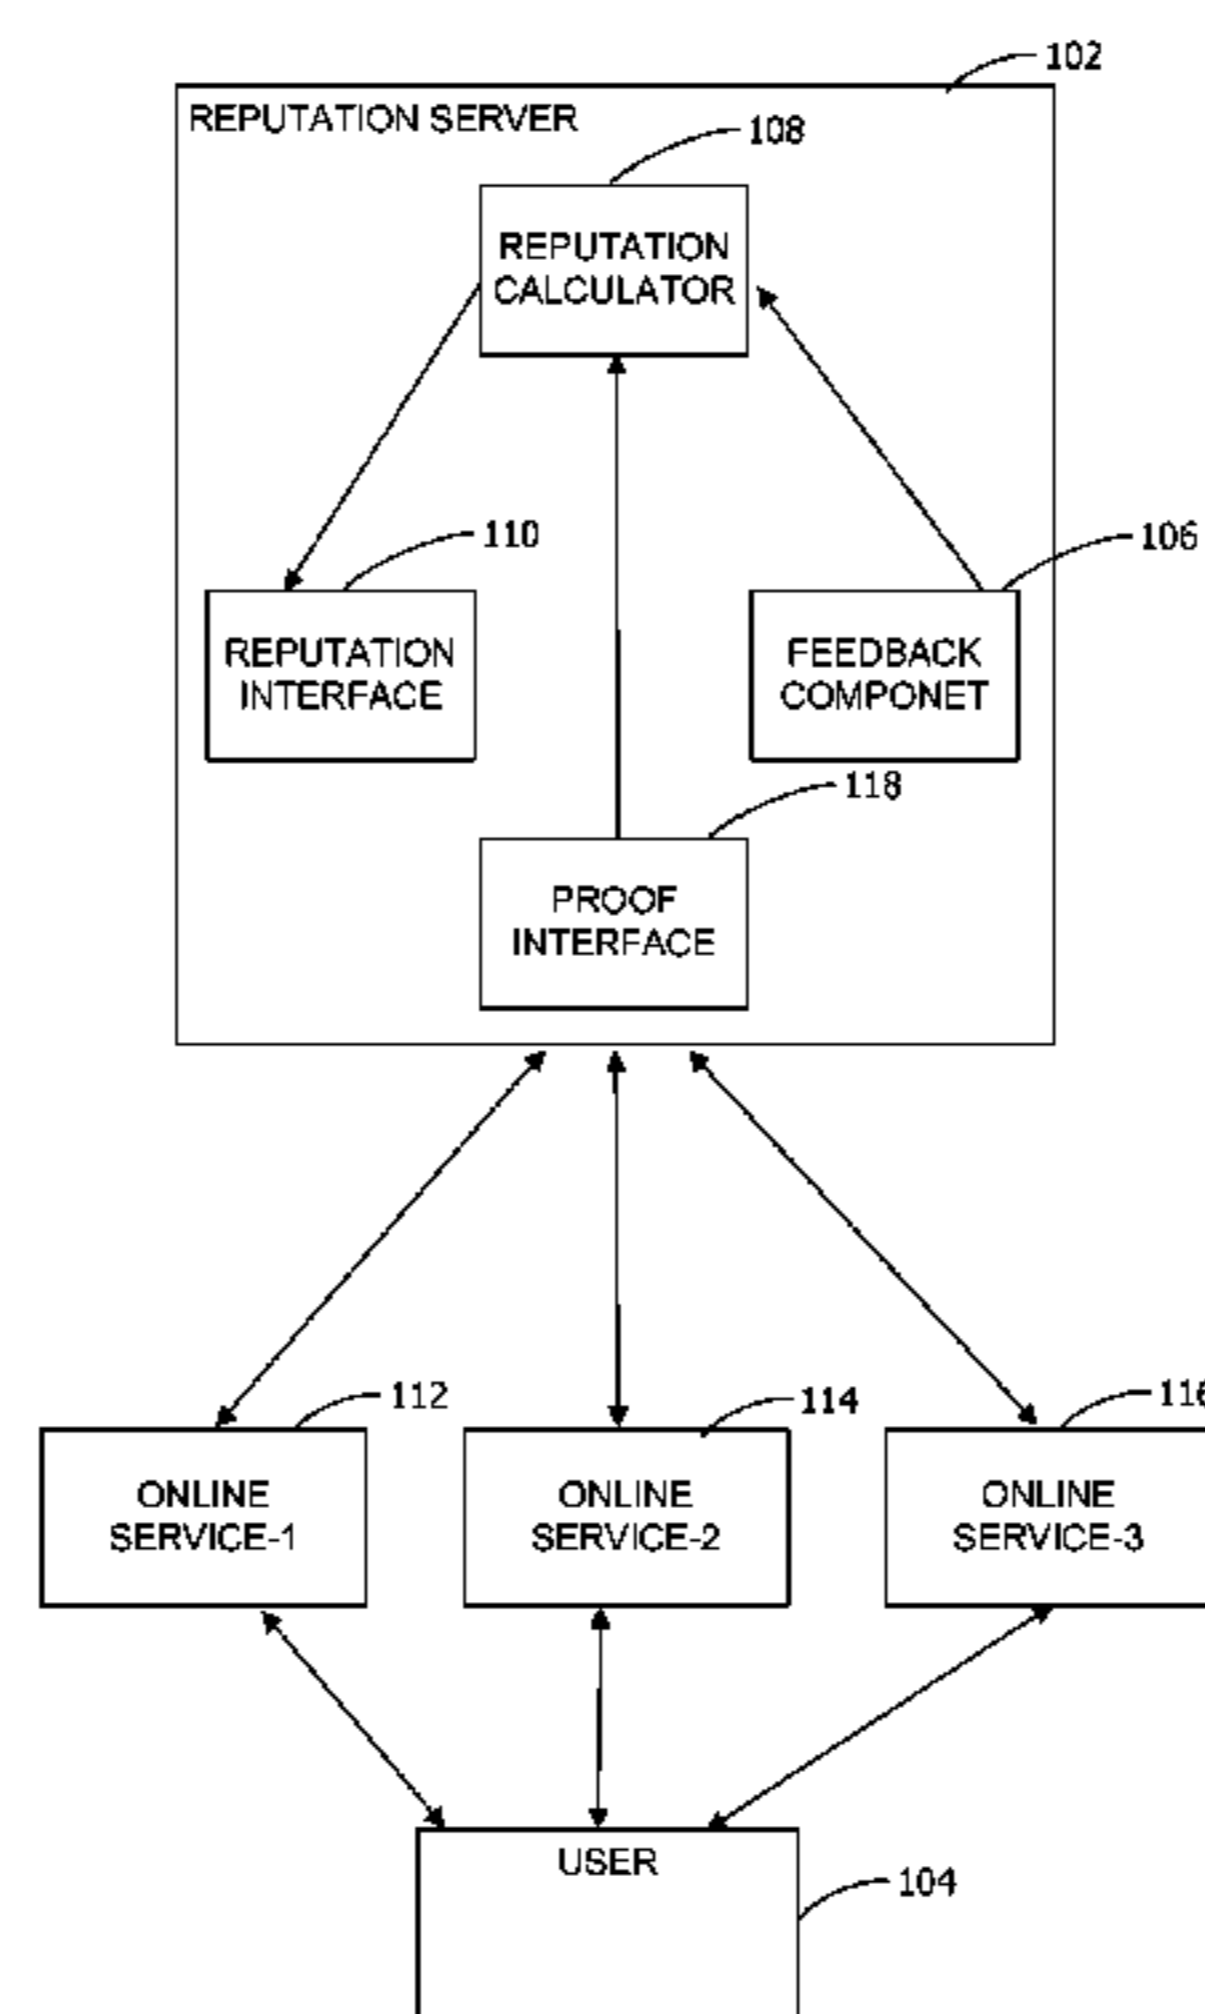 102
REPUTATION SERVER
108
REPUTATION
CALCULATOR
110
106
REPUTATION
INTERFACE
FEEDBACK
COMPONET
118
PROOF
INTERFACE
112
114
116
ONLINE
SERVICE-1
ONLINE
SERVICE-2
ONLINE
SERVICE-3
USER
104